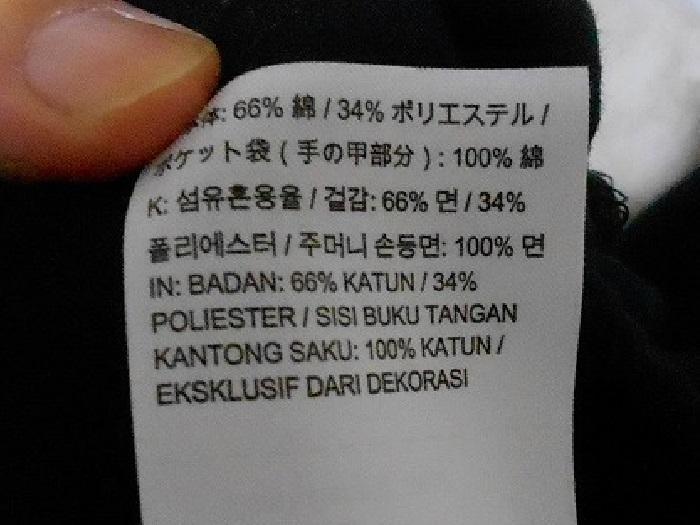 体: 66% 綿 / 34% ポリエステル /
ポケット袋 ( 手の甲部分 ) : 100% 綿
K: 섬유혼용율 / 겉감: 66% 면 / 34%
폴리에스터 / 주머니 손등면: 100% 면
IN: BADAN: 66% KATUN / 34%
POLIESTER / SISI BUKU TANGAN
KANTONG SAKU: 100% KATUN /
EKSKLUSIF DARI DEKORASI